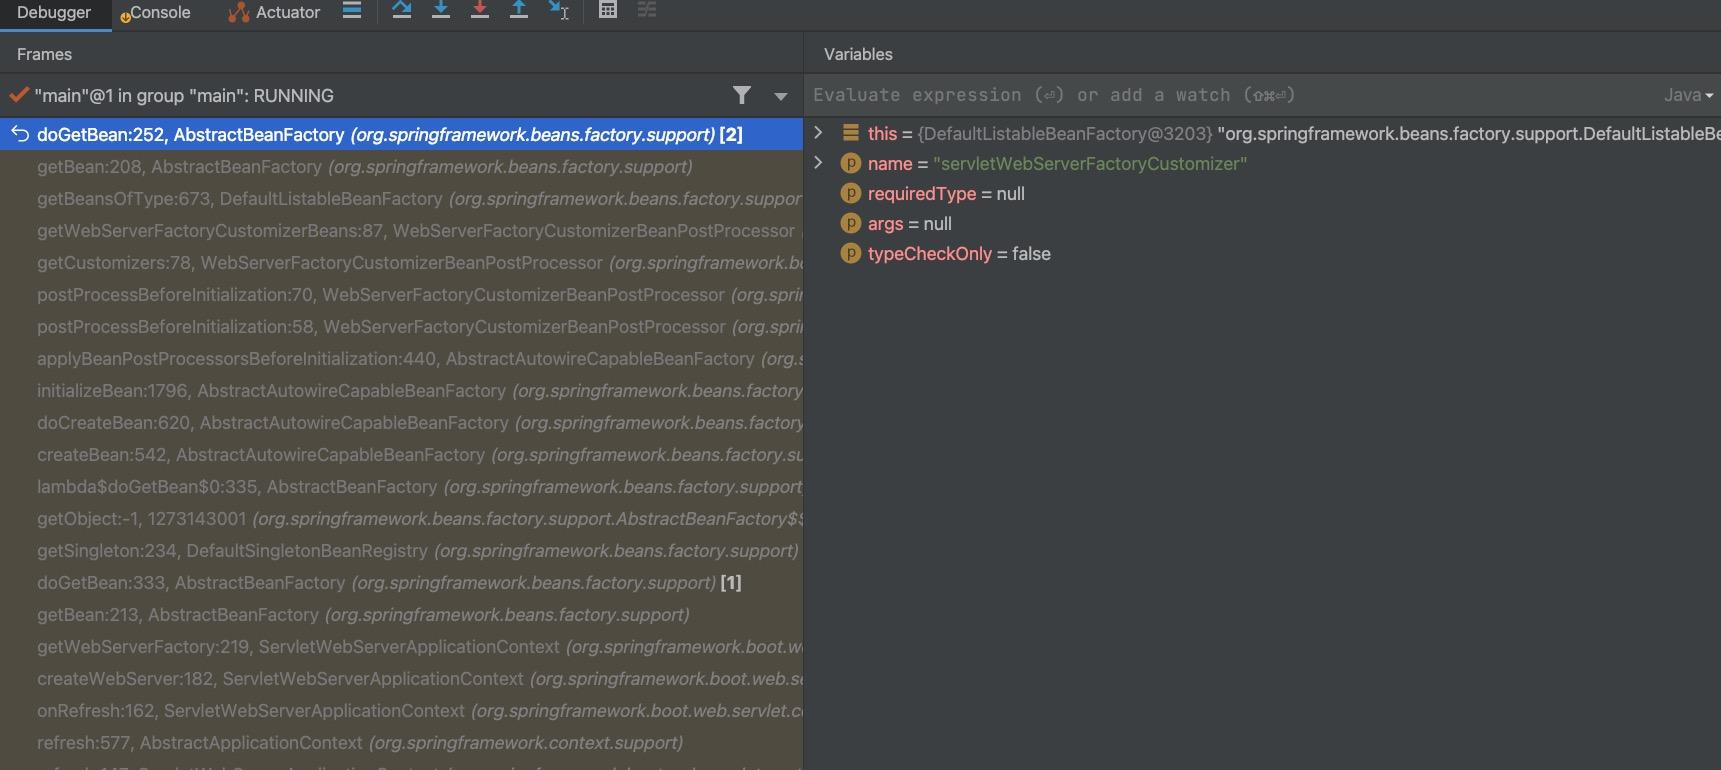 Debugger Console Actuator
Frames
Variables
"main"@1 in group "main": RUNNING
Evaluate expression (⏎) or add a watch (⇧⌘⏎) Java
doGetBean:252, AbstractBeanFactory (org.springframework.beans.factory.support) [2]
getBean:208, AbstractBeanFactory (org.springframework.beans.factory.support)
getBeansOfType:673, DefaultListableBeanFactory (org.springframework.beans.factory.suppor
getWebServerFactoryCustomizerBeans:87, WebServerFactoryCustomizerBeanPostProcessor
getCustomizers:78, WebServerFactoryCustomizerBeanPostProcessor (org.springframework.bo
postProcessBeforeInitialization:70, WebServerFactoryCustomizerBeanPostProcessor (org.sprin
postProcessBeforeInitialization:58, WebServerFactoryCustomizerBeanPostProcessor (org.sprin
applyBeanPostProcessorsBeforeInitialization:440, AbstractAutowireCapableBeanFactory (org.s
initializeBean:1796, AbstractAutowireCapableBeanFactory (org.springframework.beans.factory
doCreateBean:620, AbstractAutowireCapableBeanFactory (org.springframework.beans.factory
createBean:542, AbstractAutowireCapableBeanFactory (org.springframework.beans.factory.su
lambda$doGetBean$0:335, AbstractBeanFactory (org.springframework.beans.factory.support
getObject:-1, 1273143001 (org.springframework.beans.factory.support.AbstractBeanFactory$$
getSingleton:234, DefaultSingletonBeanRegistry (org.springframework.beans.factory.support)
doGetBean:333, AbstractBeanFactory (org.springframework.beans.factory.support) [1]
getBean:213, AbstractBeanFactory (org.springframework.beans.factory.support)
getWebServerFactory:219, ServletWebServerApplicationContext (org.springframework.boot.w
createWebServer:182, ServletWebServerApplicationContext (org.springframework.boot.web.se
onRefresh:162, ServletWebServerApplicationContext (org.springframework.boot.web.servlet.co
refresh:577, AbstractApplicationContext (org.springframework.context.support)
this = {DefaultListableBeanFactory@3203} "org.springframework.beans.factory.support.DefaultListableBe
p name = "servletWebServerFactoryCustomizer"
p requiredType = null
p args = null
p typeCheckOnly = false